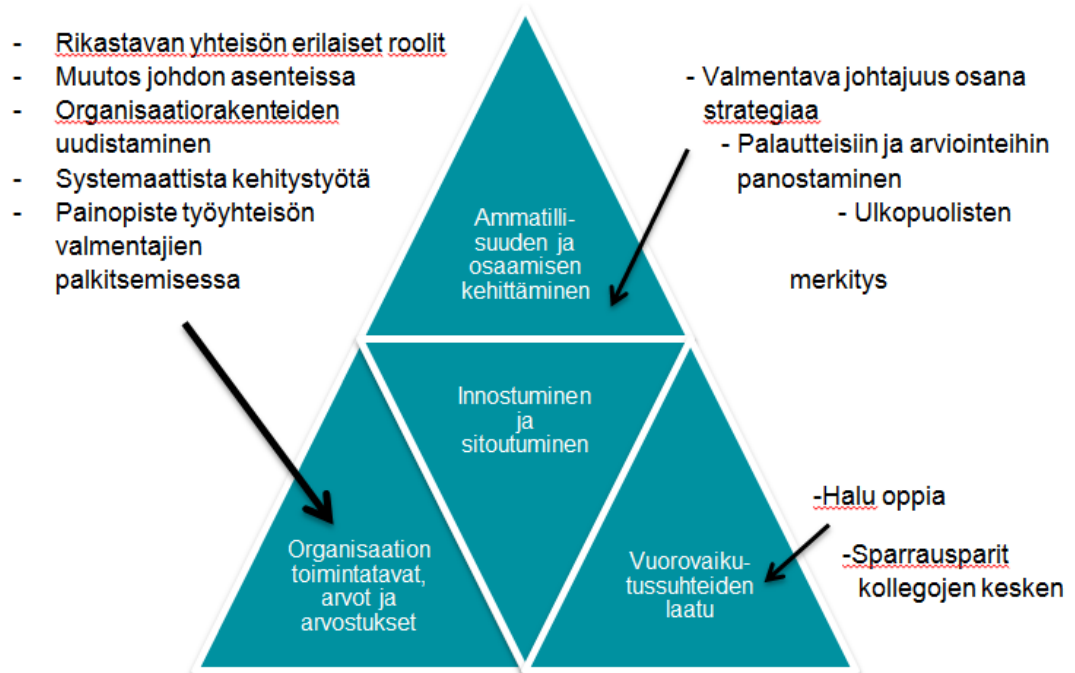 - Rikastavan yhteisön erilaiset roolit
- Muutos johdon asenteissa
- Organisaatiorakenteiden
uudistaminen
- Systemaattista kehitystyötä
- Painopiste työyhteisön
valmentajien
palkitsemisessa
- Valmentava johtajuus osana
strategiaa
- Palautteisiin ja arviointeihin
panostaminen
- Ulkopuolisten
merkitys
Ammatilli-
suuden ja
osaamisen
kehittäminen
Innostuminen
ja
sitoutuminen
Organisaation
toimintatavat,
arvot ja
arvostukset
Vuorovaiku-
tussuhteiden
laatu
-Halu oppia
-Sparrausparit
kollegojen kesken